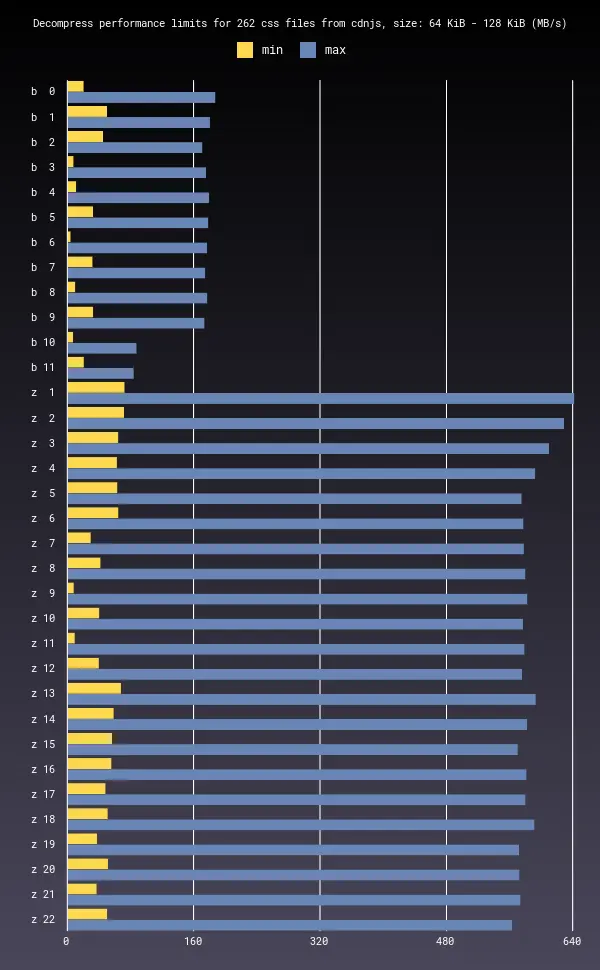 Decompress performance limits for 262 css files from cdnjs, size: 64 KiB - 128 KiB (MB/s)
min max
b 0
b 1
b 2
b 3
b 4
b 5
b 6
b 7
b 8
b 9
b 10
b 11
z 1
z 2
z 3
z 4
z 5
z 6
z 7
z 8
z 9
z 10
z 11
z 12
z 13
z 14
z 15
z 16
z 17
z 18
z 19
z 20
z 21
z 22
0 160 320 480 640